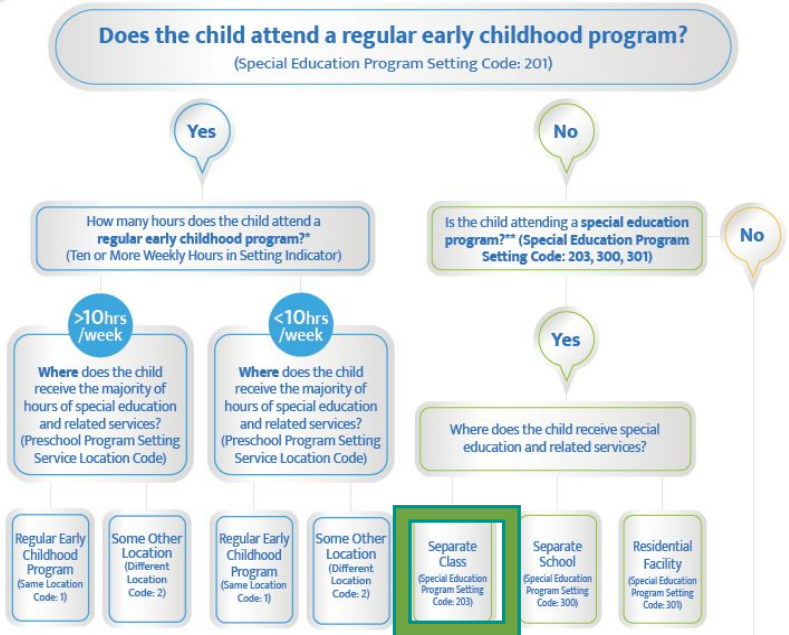 Does the child attend a regular early childhood program?
(Special Education Program Setting Code: 201)
Yes
No
How many hours does the child attend a
regular early childhood program?*
(Ten or More Weekly Hours in Setting Indicator)
Is the child attending a special education
program?** (Special Education Program
Setting Code: 203, 300, 301)
No
>10hrs
/week
<10hrs
/week
Yes
Where does the child
receive the majority of
hours of special education
and related services?
(Preschool Program Setting
Service Location Code)
Where does the child
receive the majority of
hours of special education
and related services?
(Preschool Program Setting
Service Location Code)
Where does the child receive special
education and related services?
Regular Early
Childhood
Program
(Same Location
Code: 1)
Some Other
Location
(Different
Location
Code: 2)
Regular Early
Childhood
Program
(Same Location
Code: 1)
Some Other
Location
(Different
Location
Code: 2)
Separate
Class
(Special Education
Program Setting
Code: 203)
Separate
School
(Special Education
Program Setting
Code: 300)
Residential
Facility
(Special Education
Program Setting
Code: 301)